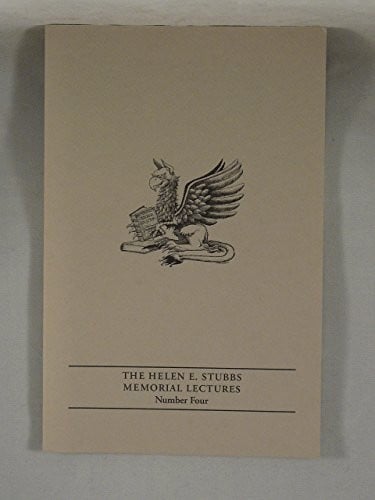 THE HELEN E. STUBBS
MEMORIAL LECTURES
Number Four